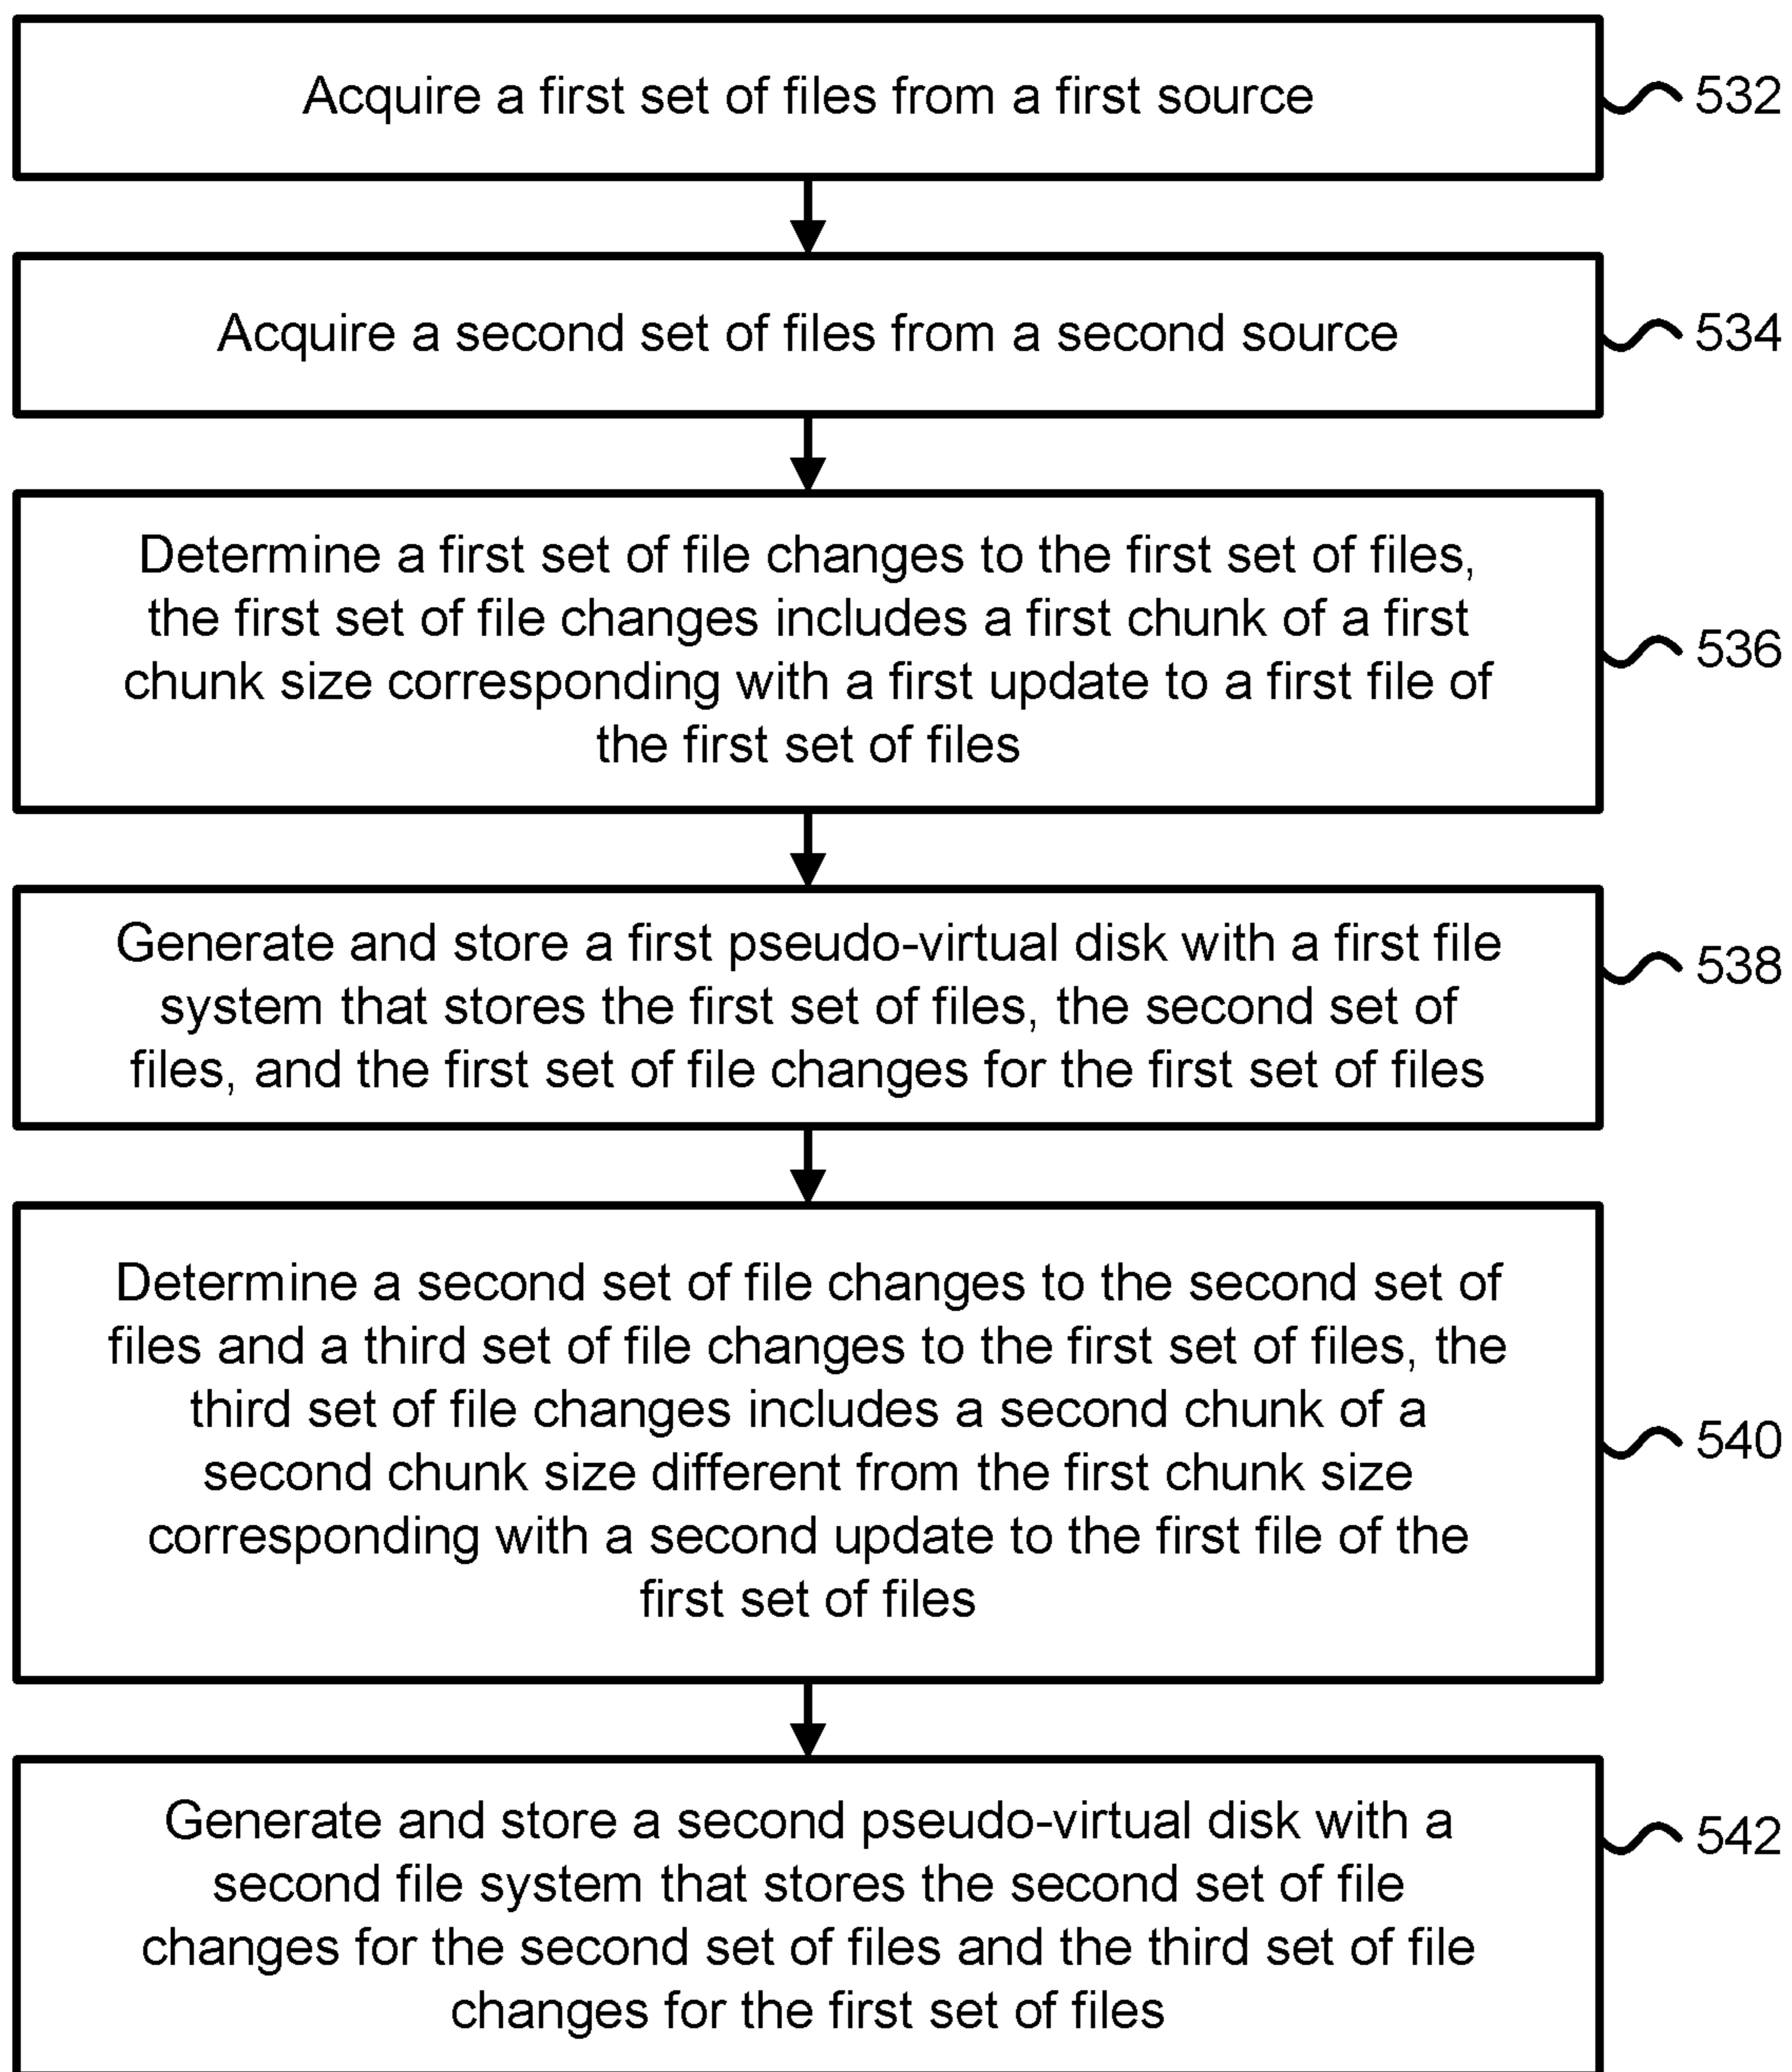 Acquire a first set of files from a first source
532
Acquire a second set of files from a second source
534
Determine a first set of file changes to the first set of files,
the first set of file changes includes a first chunk of a first
chunk size corresponding with a first update to a first file of
the first set of files
536
Generate and store a first pseudo-virtual disk with a first file
system that stores the first set of files, the second set of
files, and the first set of file changes for the first set of files
538
Determine a second set of file changes to the second set of
files and a third set of file changes to the first set of files, the
third set of file changes includes a second chunk of a
second chunk size different from the first chunk size
corresponding with a second update to the first file of the
first set of files
540
Generate and store a second pseudo-virtual disk with a
second file system that stores the second set of file
changes for the second set of files and the third set of file
changes for the first set of files
542